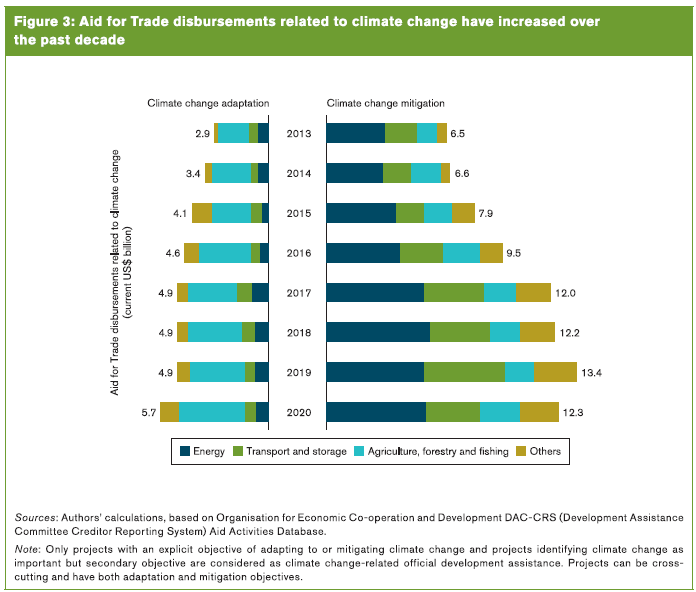 Figure 3: Aid for Trade disbursements related to climate change have increased over
the past decade
Climate change adaptation
Climate change mitigation
Aid for Trade disbursements related to climate change
(current US$ billion)
2.9 2013 6.5
3.4 2014 6.6
4.1 2015 7.9
4.6 2016 9.5
4.9 2017 12.0
4.9 2018 12.2
4.9 2019 13.4
5.7 2020 12.3
Energy Transport and storage Agriculture, forestry and fishing Others
Sources: Authors' calculations, based on Organisation for Economic Co-operation and Development DAC-CRS (Development Assistance
Committee Creditor Reporting System) Aid Activities Database.
Note: Only projects with an explicit objective of adapting to or mitigating climate change and projects identifying climate change as
important but secondary objective are considered as climate change-related official development assistance. Projects can be cross-
cutting and have both adaptation and mitigation objectives.